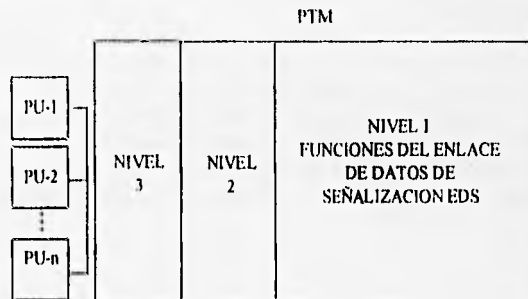 PTM
PU-1
PU-2
PU-n
NIVEL
3
NIVEL
2
NIVEL 1
FUNCIONES DEL ENLACE
DE DATOS DE
SEÑALIZACION EDS